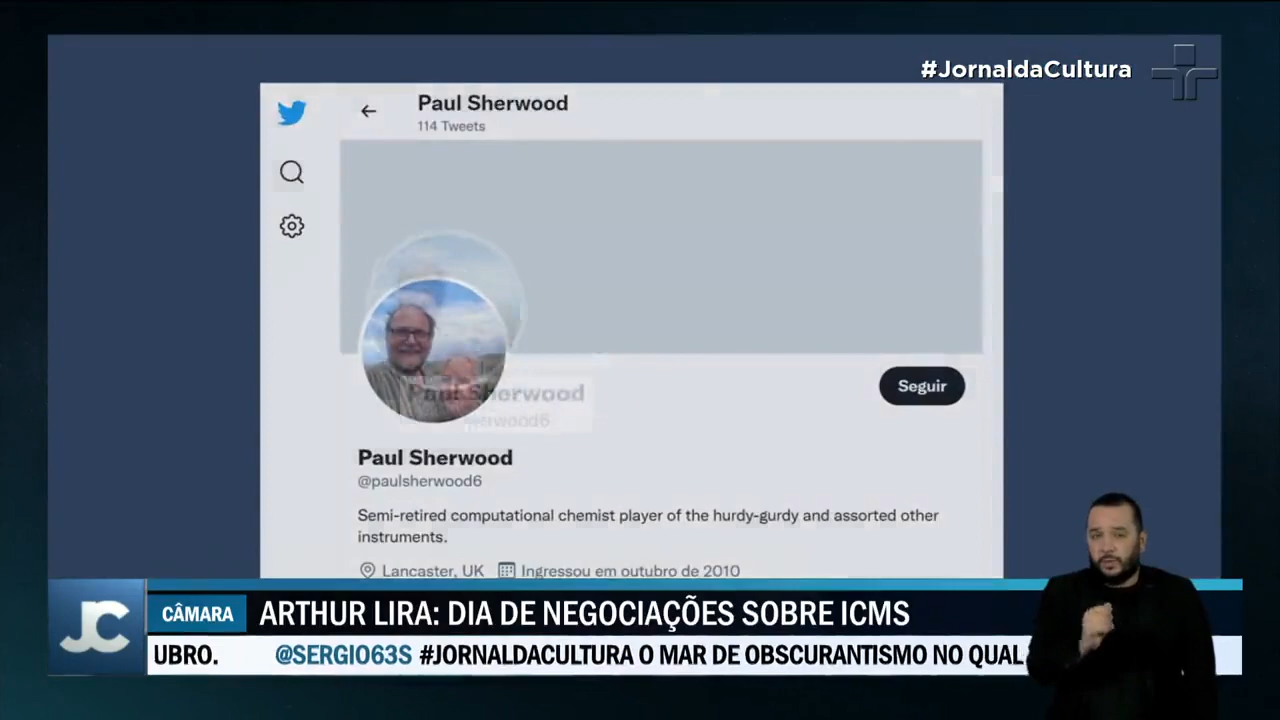 #JornaldaCultura
Paul Sherwood
114 Tweets
Seguir
Paul Sherwood
Paul Sherwood
@paulsherwood6
Semi-retired computational chemist player of the hurdy-gurdy and assorted other
instruments.
Lancaster, UK Ingressou em outubro de 2010
JC CÂMARA ARTHUR LIRA: DIA DE NEGOCIAÇÕES SOBRE ICMS
UBRO. @SERGIO63S #JORNALDACULTURA O MAR DE OBSCURANTISMO NO QUAL